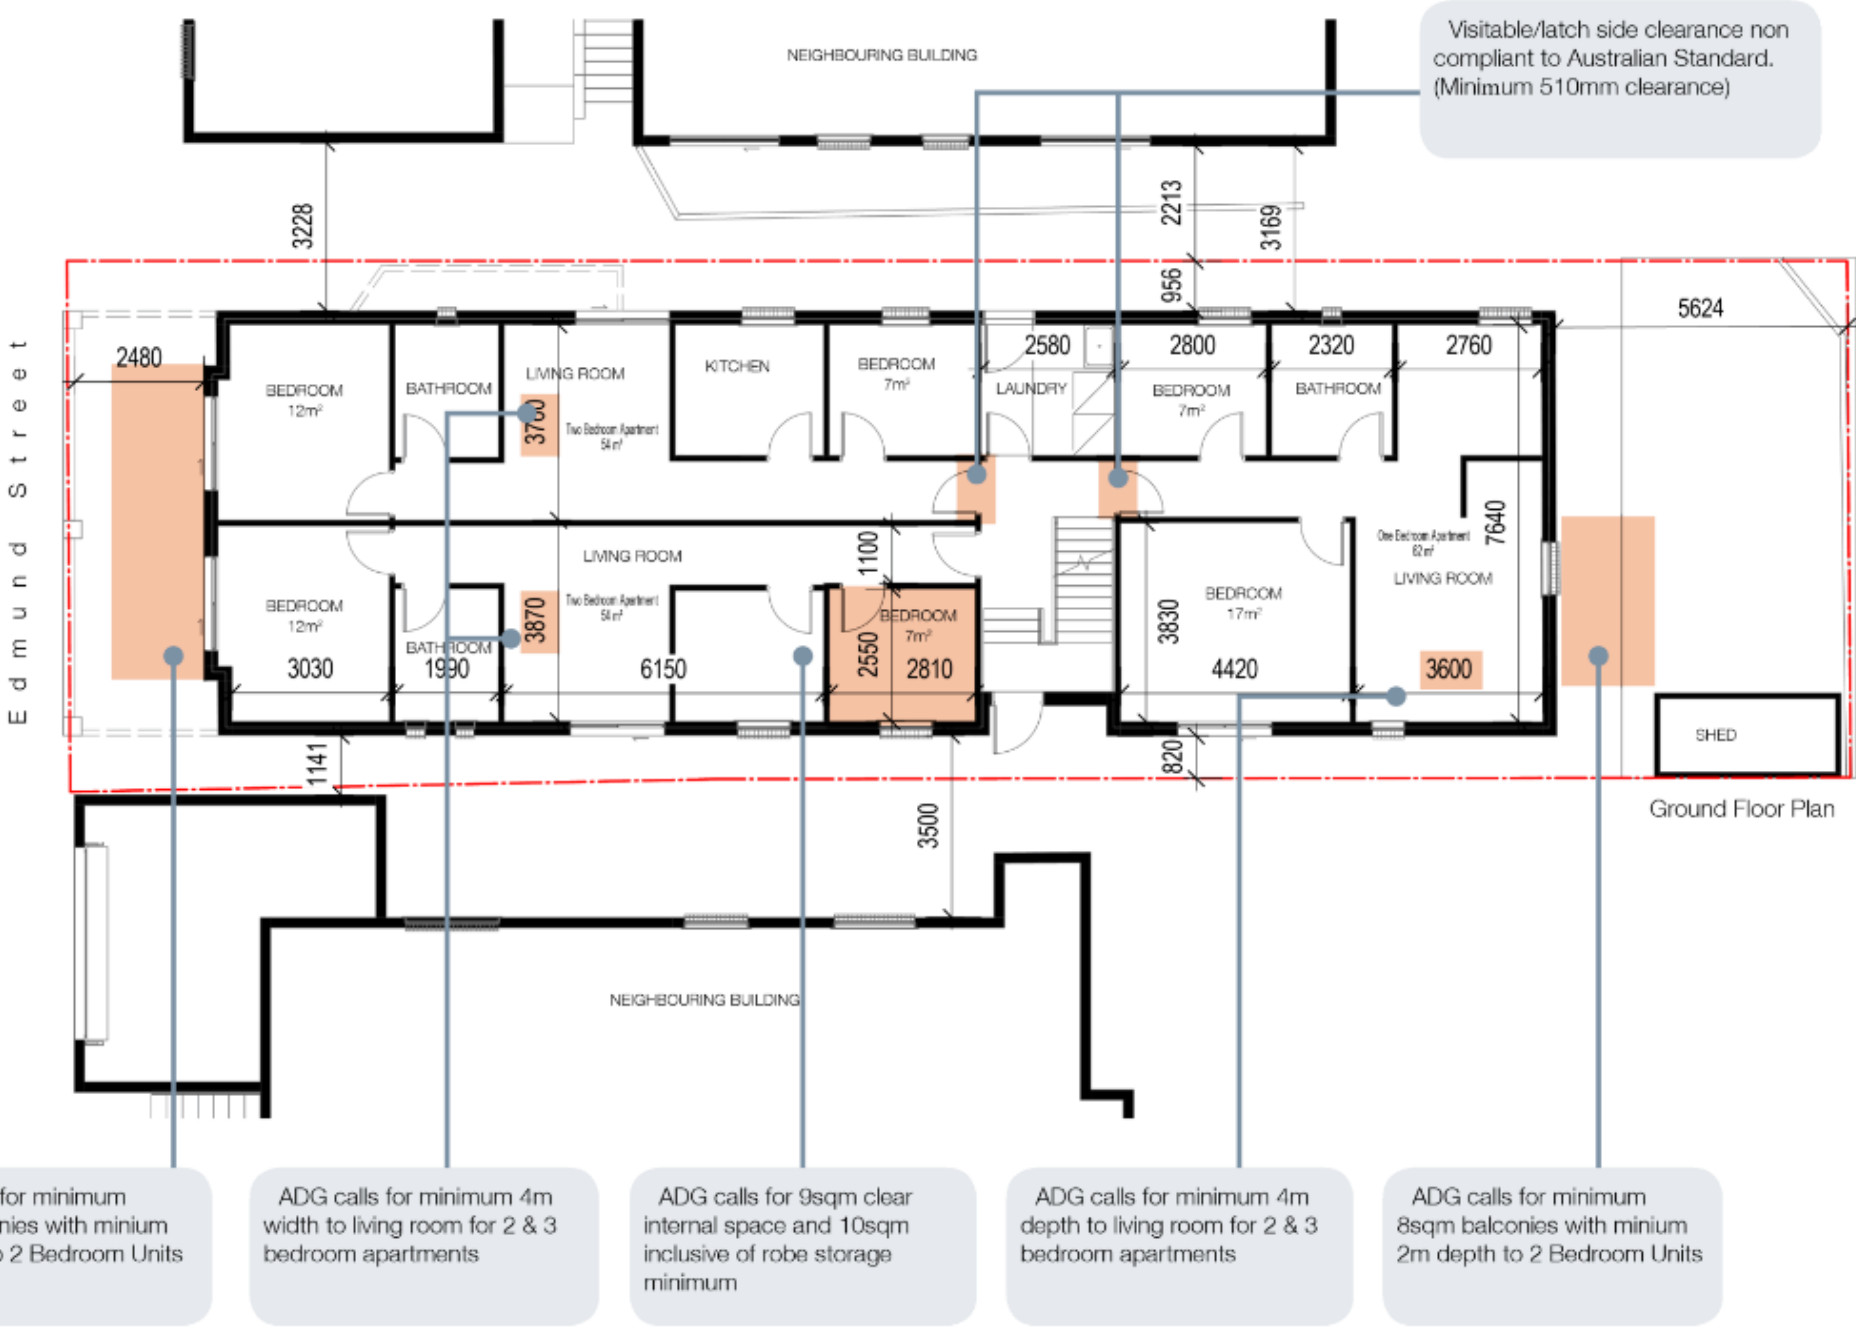 NEIGHBOURING BUILDING
Visitable/latch side clearance non
compliant to Australian Standard.
(Minimum 510mm clearance)
3228
2213
3169
956
5624
Edmund Street
2480
BEDROOM
12m²
BATHROOM
LIVING ROOM
3760
Two Bedroom Apartment
54 m²
KITCHEN
BEDROOM
7m²
2580
LAUNDRY
2800
BEDROOM
7m²
2320
BATHROOM
2760
LIVING ROOM
1100
One Bedroom Apartment
62 m²
LIVING ROOM
7640
BEDROOM
12m²
3030
BATHROOM
1990
3870
Two Bedroom Apartment
54 m²
6150
BEDROOM
7m²
2550
2810
BEDROOM
17m²
3830
4420
3600
SHED
1141
820
3500
Ground Floor Plan
NEIGHBOURING BUILDING
for minimum
nies with minium
2 Bedroom Units
ADG calls for minimum 4m
width to living room for 2 & 3
bedroom apartments
ADG calls for 9sqm clear
internal space and 10sqm
inclusive of robe storage
minimum
ADG calls for minimum 4m
depth to living room for 2 & 3
bedroom apartments
ADG calls for minimum
8sqm balconies with minium
2m depth to 2 Bedroom Units